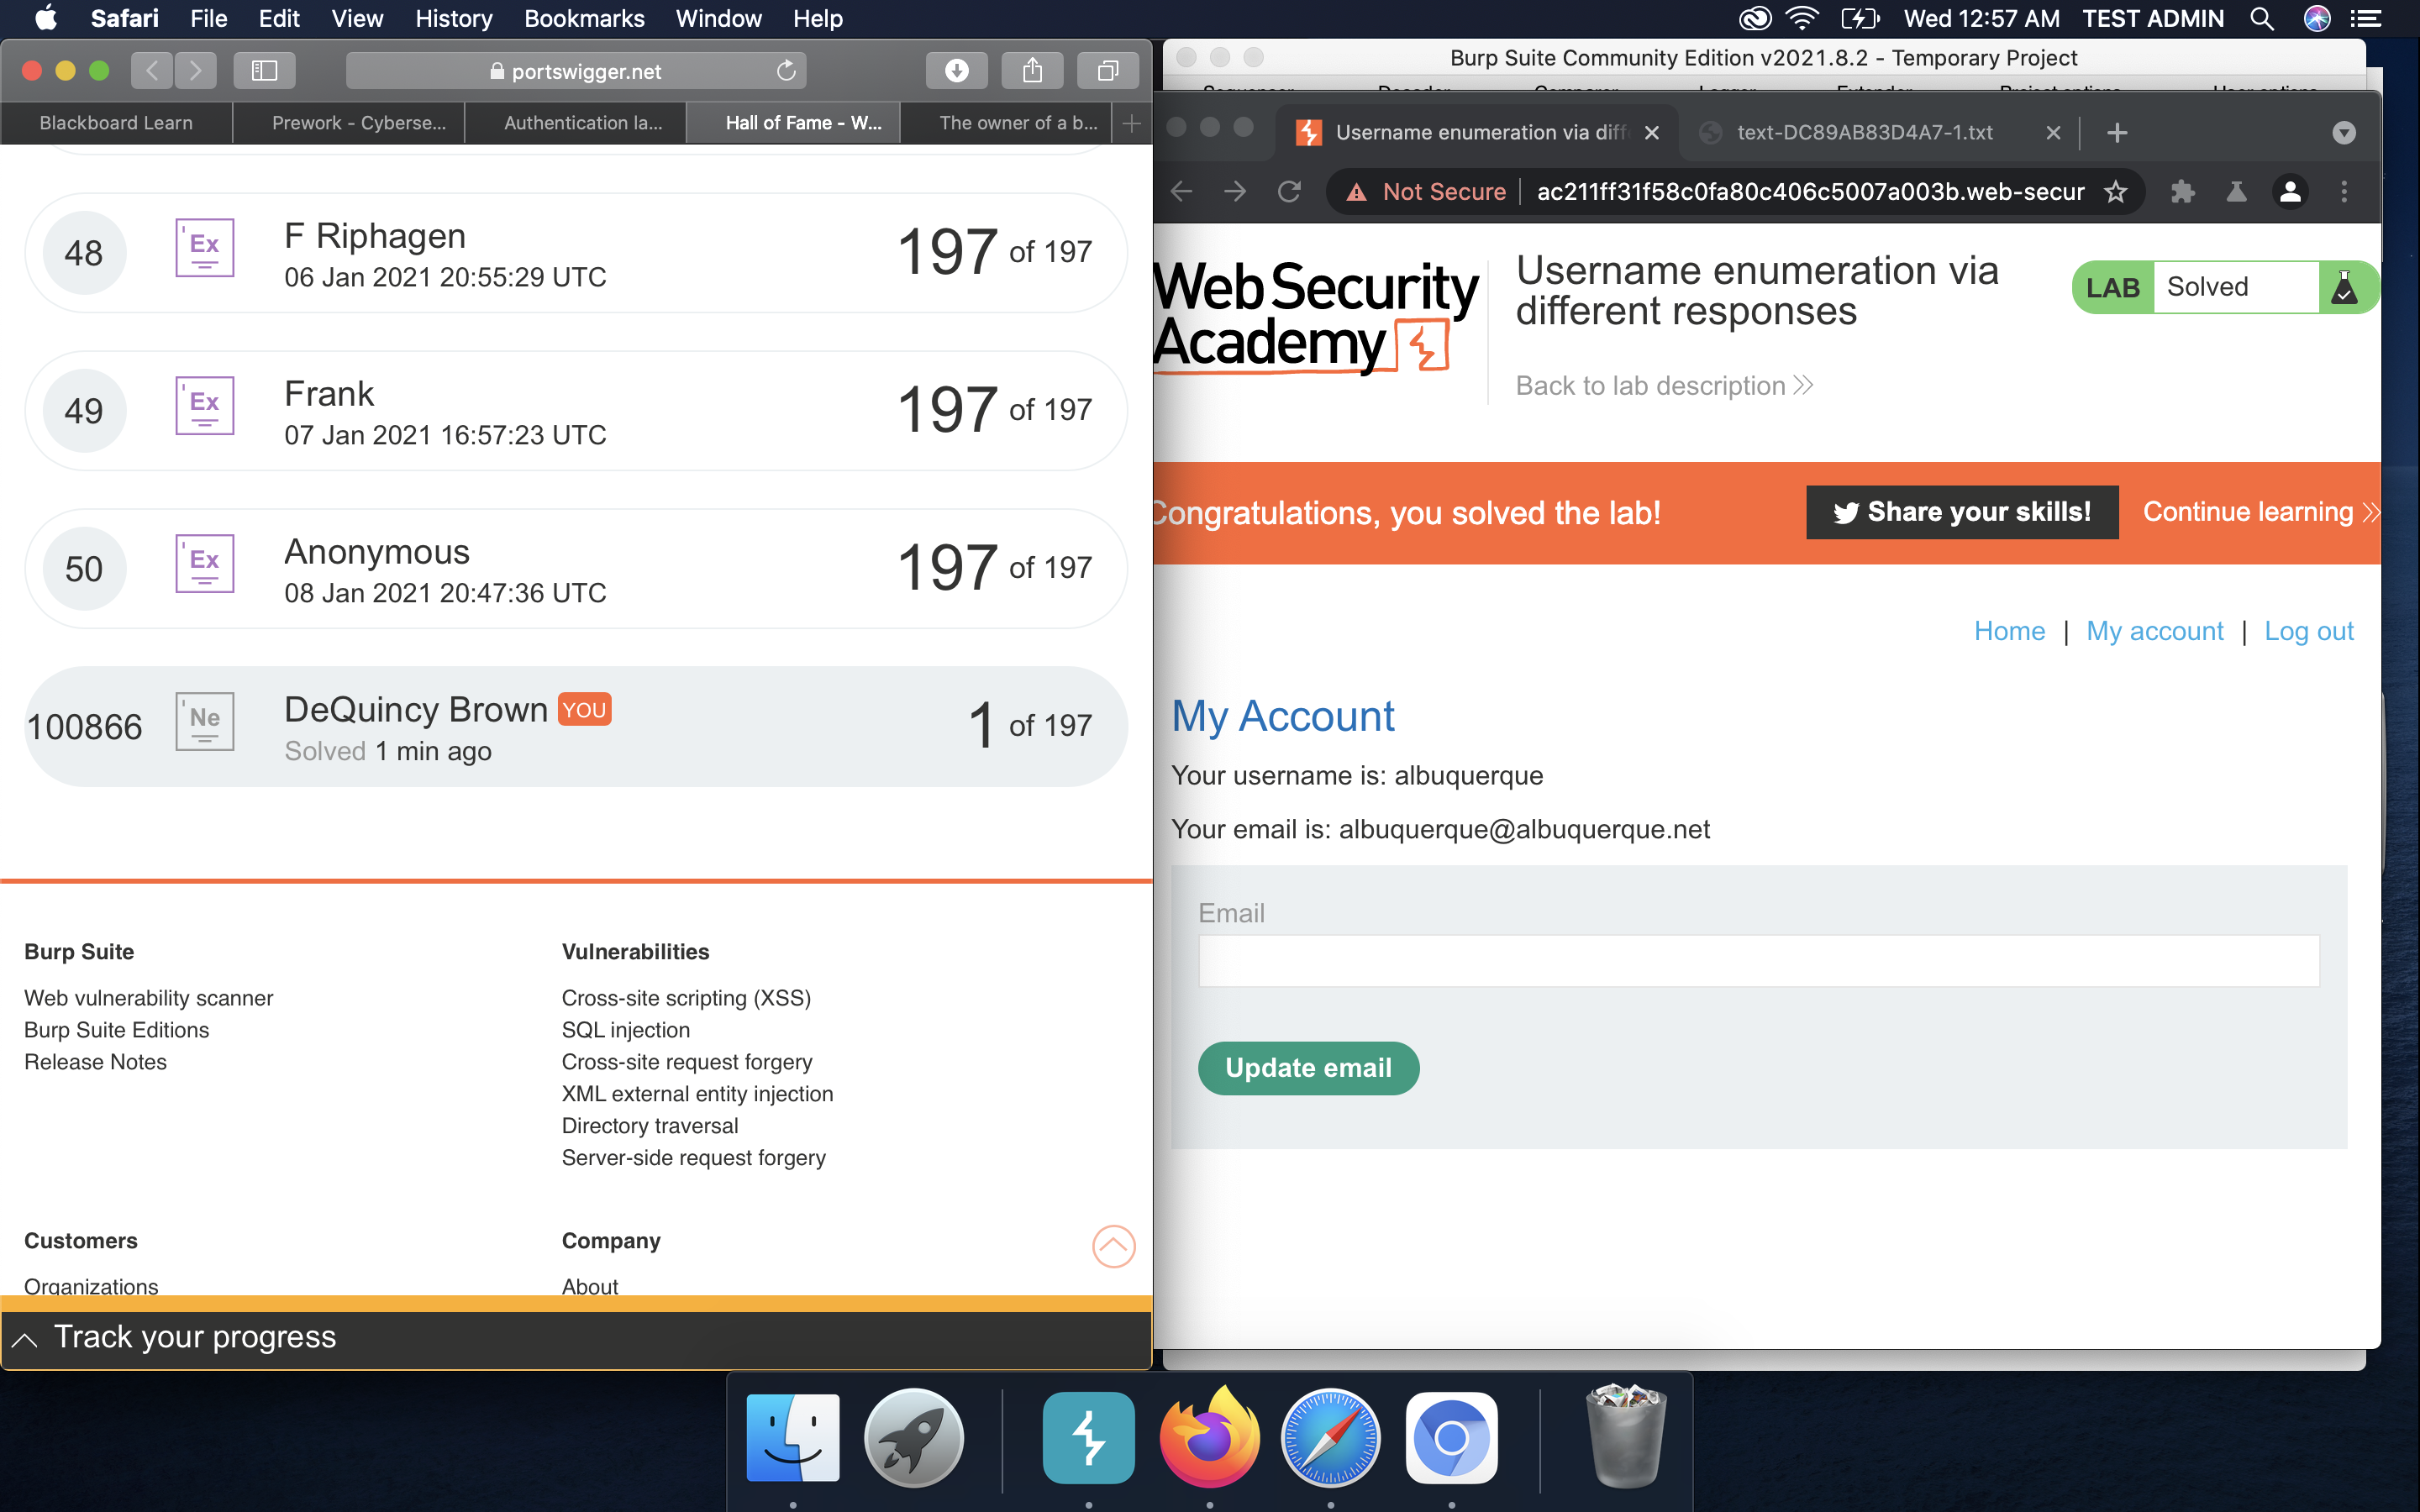 Safari File Edit View History Bookmarks Window Help
Wed 12:57 AM TEST ADMIN
portswigger.net
Blackboard Learn
Prework - Cyberse...
Authentication la...
Hall of Fame - W...
The owner of a b...
48
Ex
F Riphagen
06 Jan 2021 20:55:29 UTC
197 of 197
49
Ex
Frank
07 Jan 2021 16:57:23 UTC
197 of 197
50
Ex
Anonymous
08 Jan 2021 20:47:36 UTC
197 of 197
100866
Ne
DeQuincy Brown YOU
Solved 1 min ago
1 of 197
Burp Suite
Web vulnerability scanner
Burp Suite Editions
Release Notes
Vulnerabilities
Cross-site scripting (XSS)
SQL injection
Cross-site request forgery
XML external entity injection
Directory traversal
Server-side request forgery
Customers
Organizations
Company
About
Track your progress
Burp Suite Community Edition v2021.8.2 - Temporary Project
Sequencer Decoder Comparer Logger Extender Project options User options
Username enumeration via diff
text-DC89AB83D4A7-1.txt
Not Secure
ac211ff31f58c0fa80c406c5007a003b.web-secur
Web Security
Academy
Username enumeration via
different responses
Back to lab description
LAB Solved
Congratulations, you solved the lab!
Share your skills!
Continue learning
Home | My account | Log out
My Account
Your username is: albuquerque
Your email is: albuquerque@albuquerque.net
Email
Update email